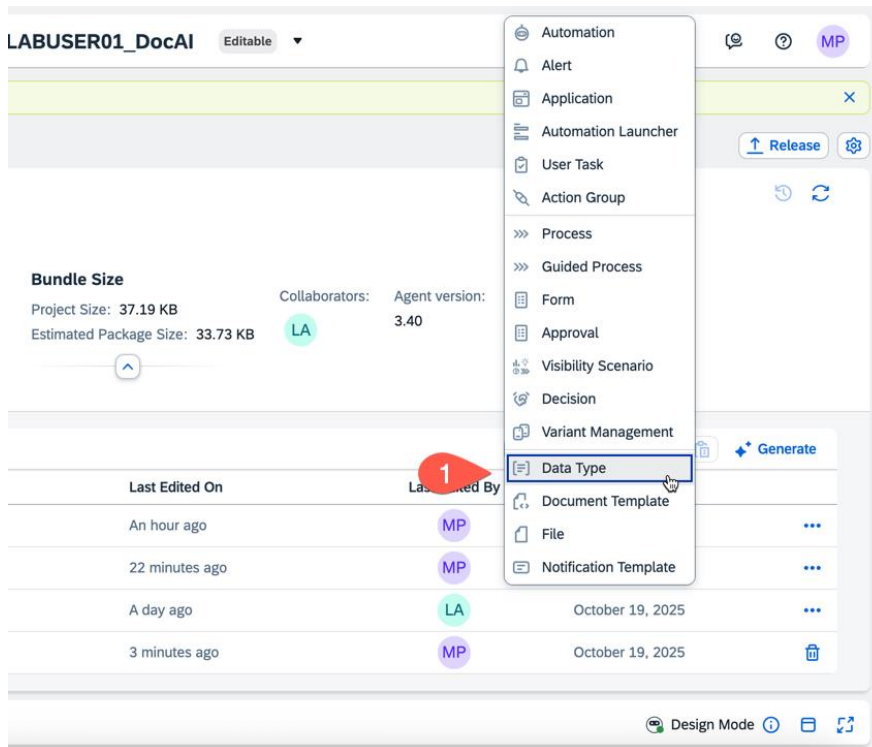 LABUSER01_DocAI
Editable
MP
Automation
Alert
Application
Automation Launcher
User Task
Action Group
Process
Guided Process
Form
Approval
Visibility Scenario
Decision
Variant Management
Data Type
Document Template
File
Notification Template
Release
Bundle Size
Project Size: 37.19 KB
Estimated Package Size: 33.73 KB
Collaborators:
LA
Agent version:
3.40
Generate
1
Last Edited On
Las ed By
An hour ago
MP
22 minutes ago
MP
A day ago
LA
October 19, 2025
3 minutes ago
MP
October 19, 2025
Design Mode